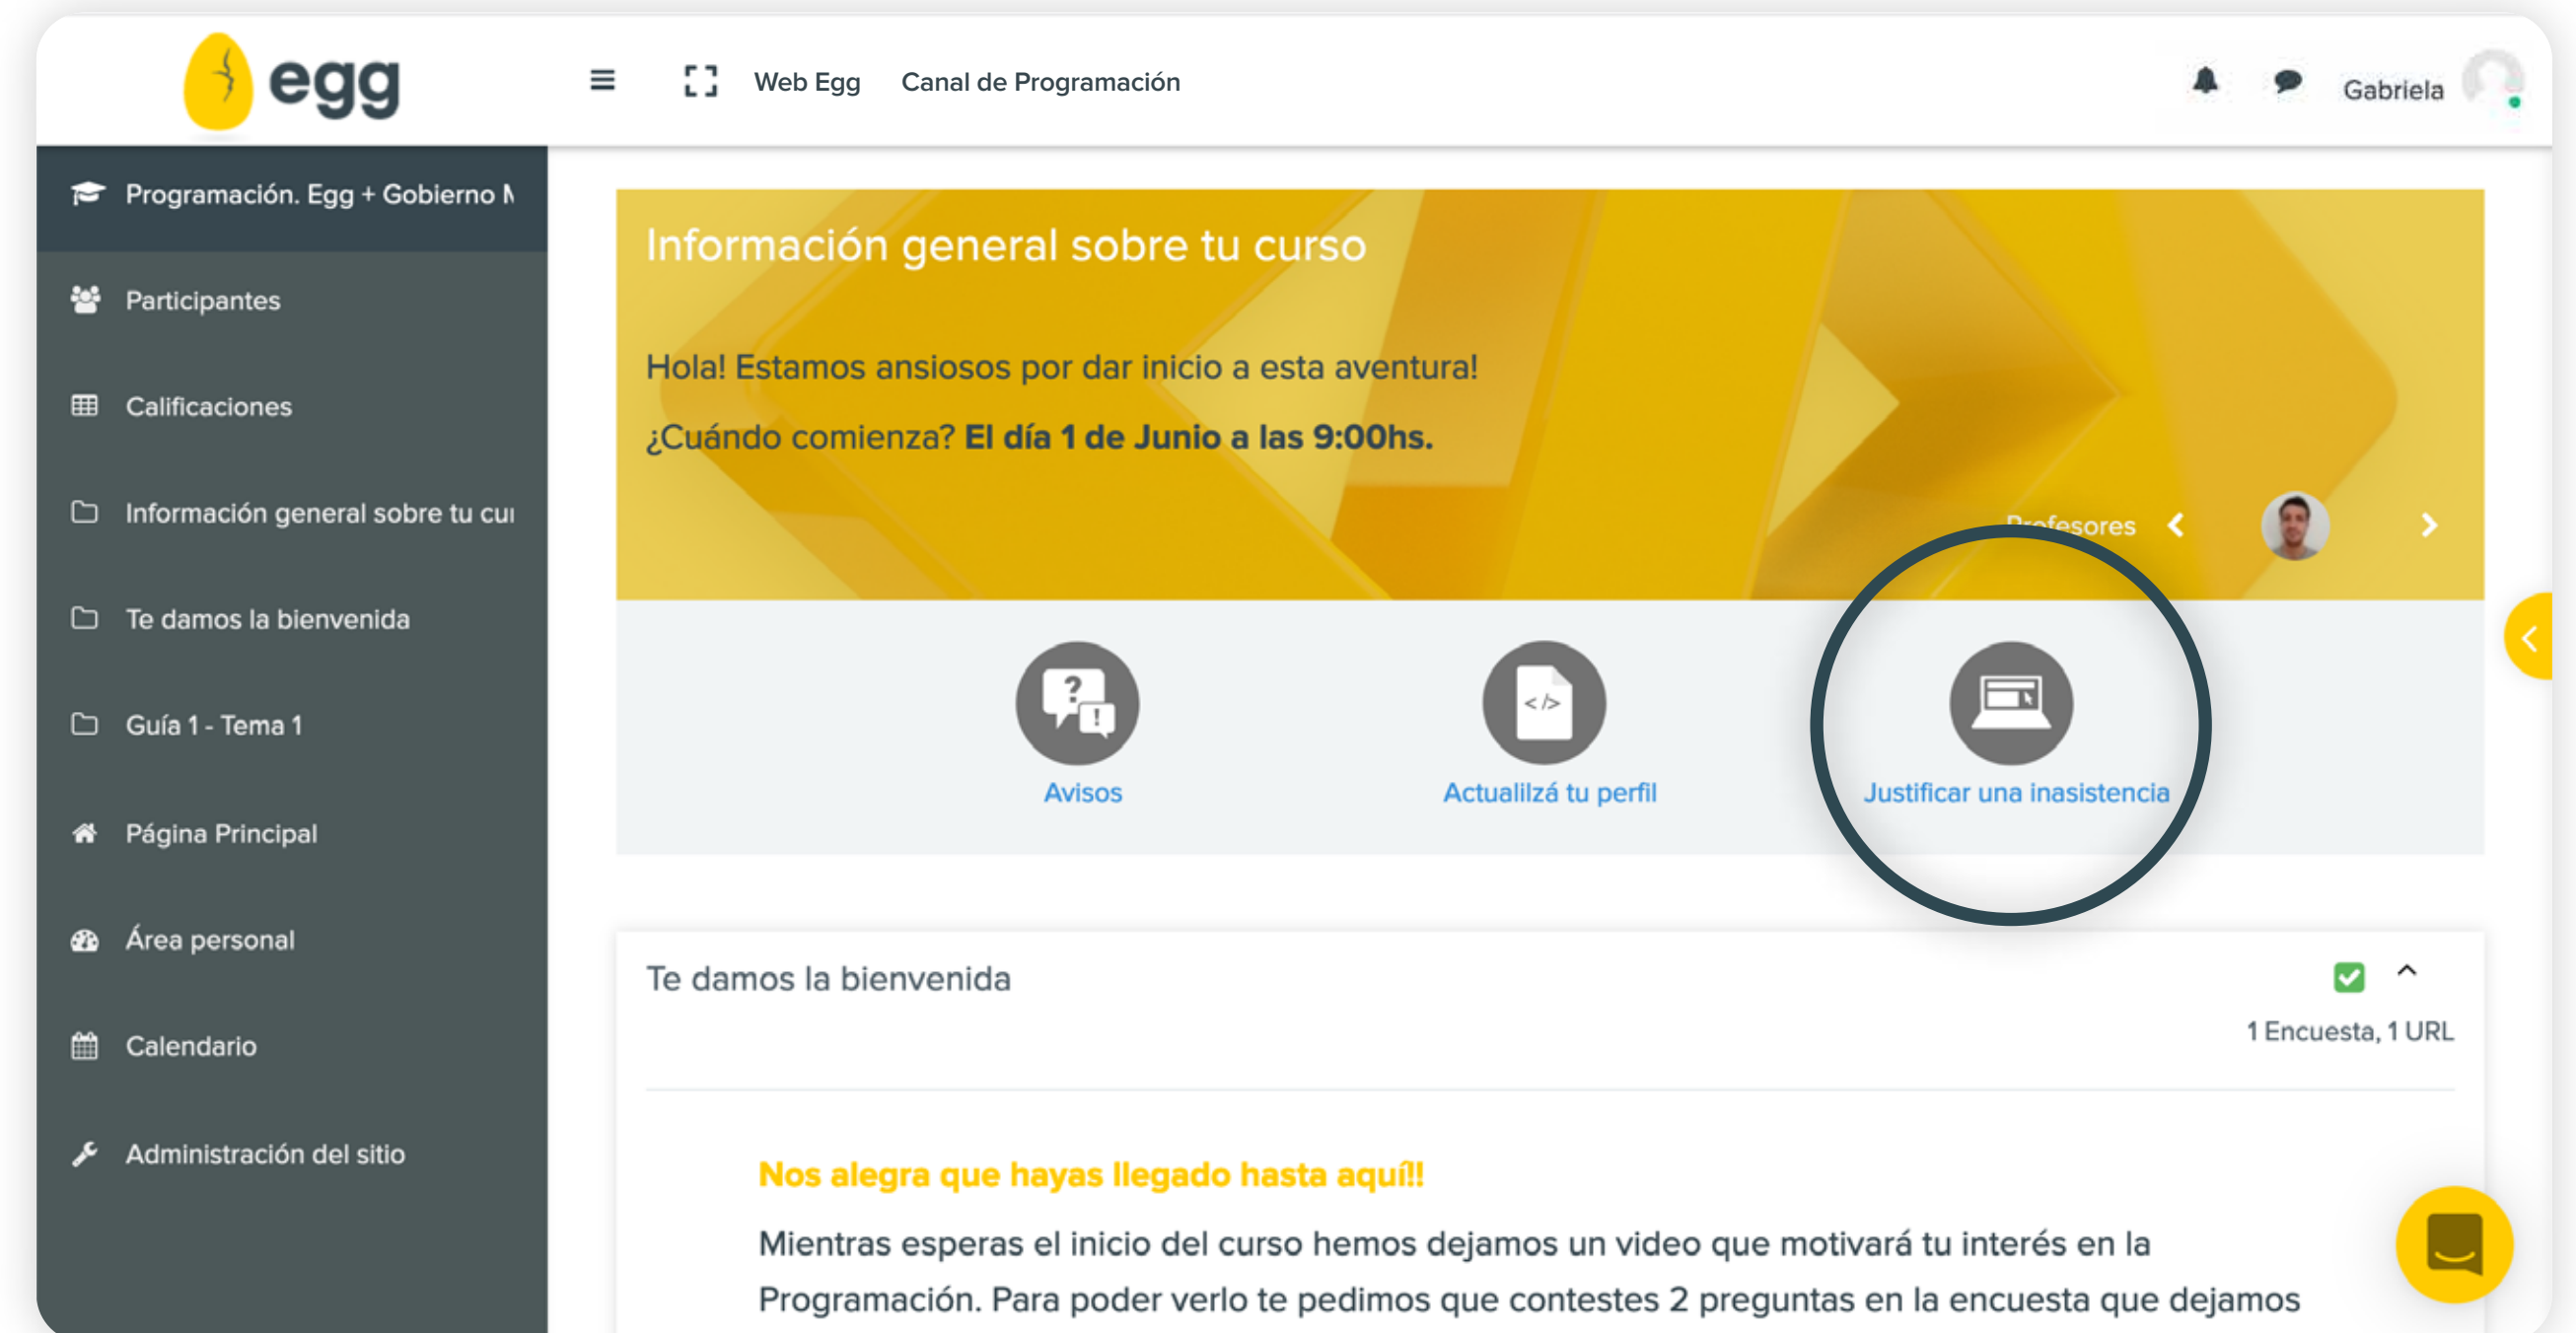 egg
Web Egg
Canal de Programación
Gabriela
Programación. Egg + Gobierno
Participantes
Calificaciones
Información general sobre tu
Te damos la bienvenida
Guía 1 - Tema 1
Página Principal
Área personal
Calendario
Administración del sitio
Información general sobre tu curso
Hola! Estamos ansiosos por dar inicio a esta aventura!
¿Cuándo comienza? El día 1 de Junio a las 9:00hs.
Profesores
Avisos
Actualilzá tu perfil
Justificar una inasistencia
Te damos la bienvenida
1 Encuesta, 1 URL
Nos alegra que hayas llegado hasta aquí!!
Mientras esperas el inicio del curso hemos dejamos un video que motivará tu interés en la
Programación. Para poder verlo te pedimos que contestes 2 preguntas en la encuesta que dejamos